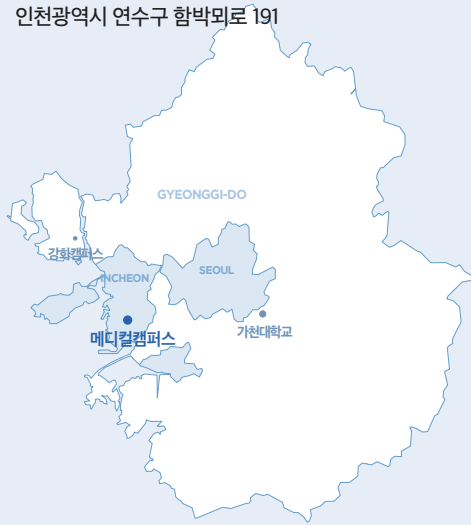 인천광역시 연수구 함박뫼로 191
GYEONGGI-DO
강화캠퍼스
INCHEON
SEOUL
메디컬캠퍼스
가천대학교